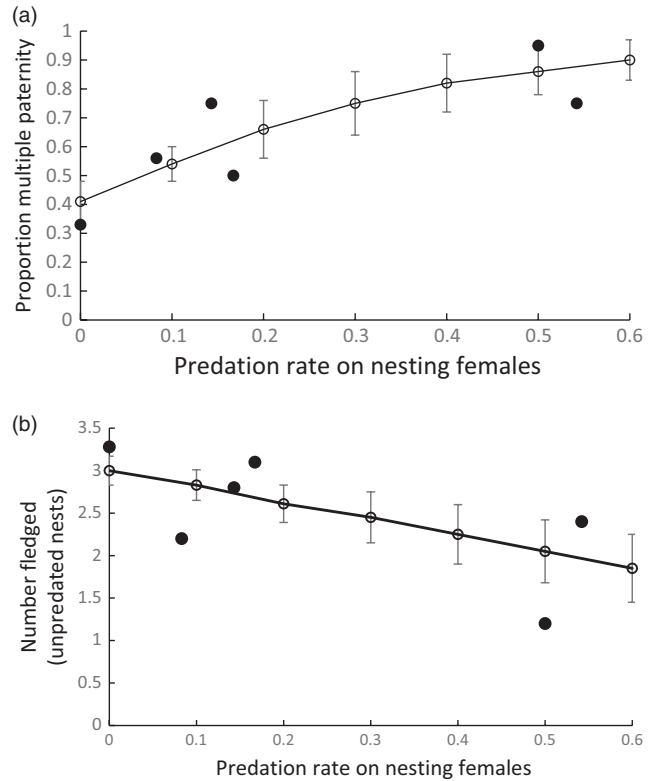 (a)
1
0.9
0.8
0.7
0.6
0.5
0.4
0.3
0.2
0.1
0
Proportion multiple paternity
0 0.1 0.2 0.3 0.4 0.5 0.6
Predation rate on nesting females
(b)
3.5
3
2.5
2
1.5
1
0.5
0
Number fledged
(unpredated nests)
0 0.1 0.2 0.3 0.4 0.5 0.6
Predation rate on nesting females